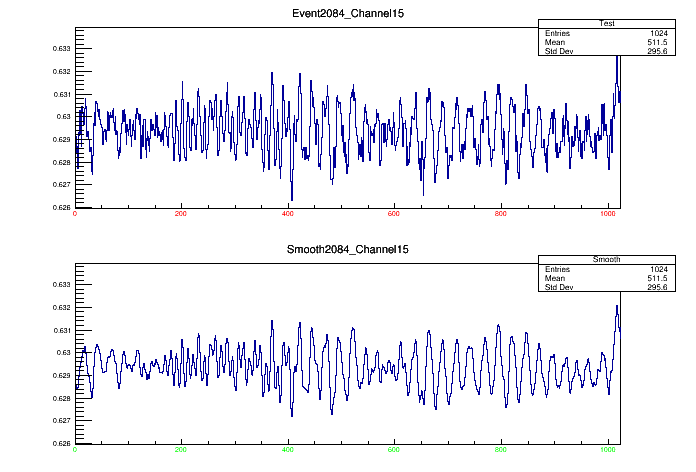 Event2084_Channel15
Test
Entries 1024
Mean 511.5
Std Dev 295.6
0.633
0.632
0.631
0.63
0.629
0.628
0.627
0.626
0 200 400 600 800 1000
Smooth2084_Channel15
Smooth
Entries 1024
Mean 511.5
Std Dev 295.6
0.633
0.632
0.631
0.63
0.629
0.628
0.627
0.626
0 200 400 600 800 1000